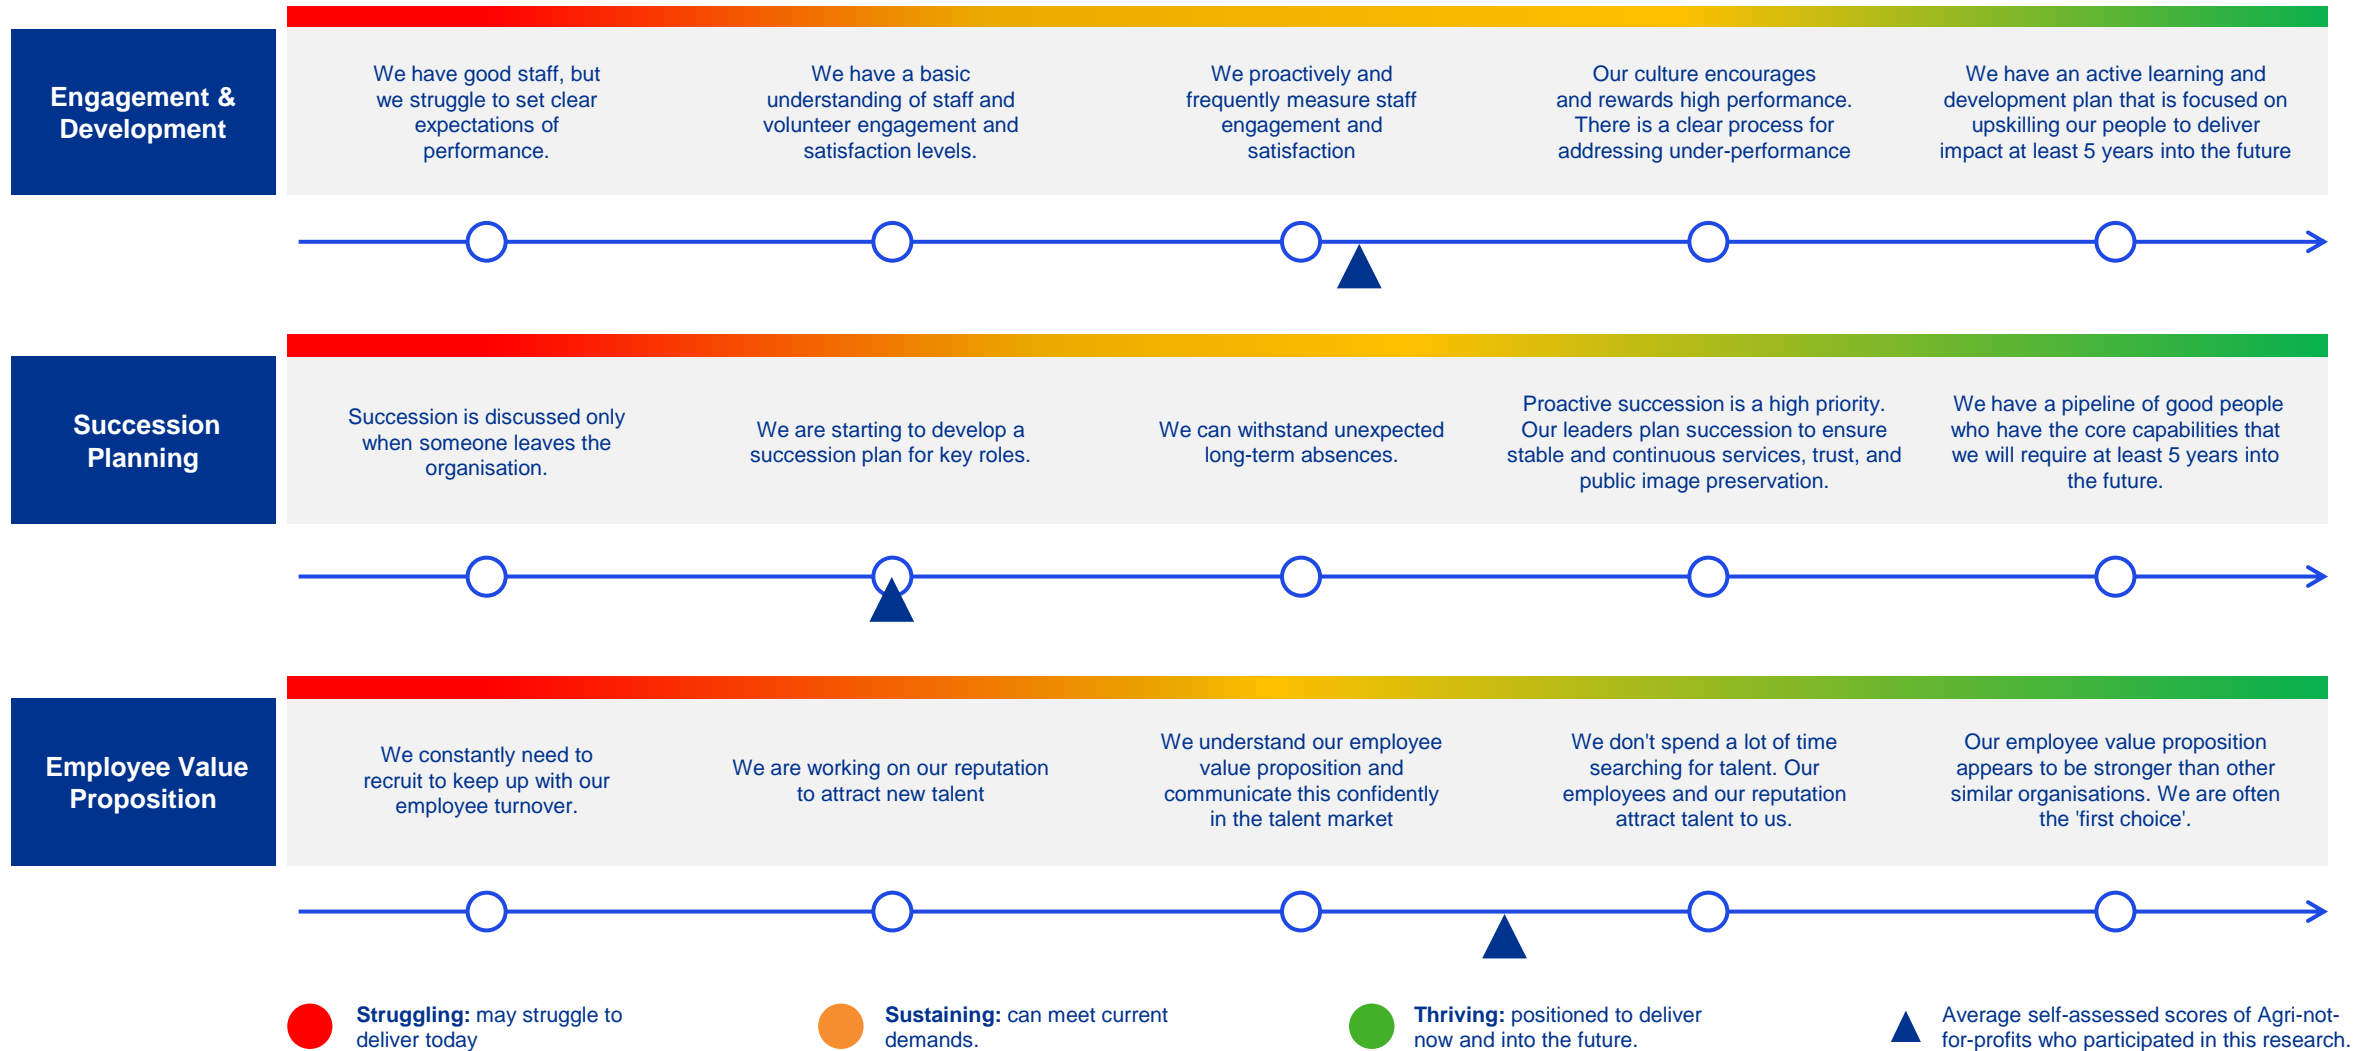 Engagement &
Development
We have good staff, but
we struggle to set clear
expectations of
performance.
We have a basic
understanding of staff and
volunteer engagement and
satisfaction levels.
We proactively and
frequently measure staff
engagement and
satisfaction
Our culture encourages
and rewards high performance.
There is a clear process for
addressing under-performance
We have an active learning and
development plan that is focused on
upskilling our people to deliver
impact at least 5 years into the future
Succession
Planning
Succession is discussed only
when someone leaves the
organisation.
We are starting to develop a
succession plan for key roles.
We can withstand unexpected
long-term absences.
Proactive succession is a high priority.
Our leaders plan succession to ensure
stable and continuous services, trust, and
public image preservation.
We have a pipeline of good people
who have the core capabilities that
we will require at least 5 years into
the future.
Employee Value
Proposition
We constantly need to
recruit to keep up with our
employee turnover.
We are working on our reputation
to attract new talent
We understand our employee
value proposition and
communicate this confidently
in the talent market
We don't spend a lot of time
searching for talent. Our
employees and our reputation
attract talent to us.
Our employee value proposition
appears to be stronger than other
similar organisations. We are often
the 'first choice'.
Struggling: may struggle to
deliver today
Sustaining: can meet current
demands.
Thriving: positioned to deliver
now and into the future.
Average self-assessed scores of Agri-not-
for-profits who participated in this research.